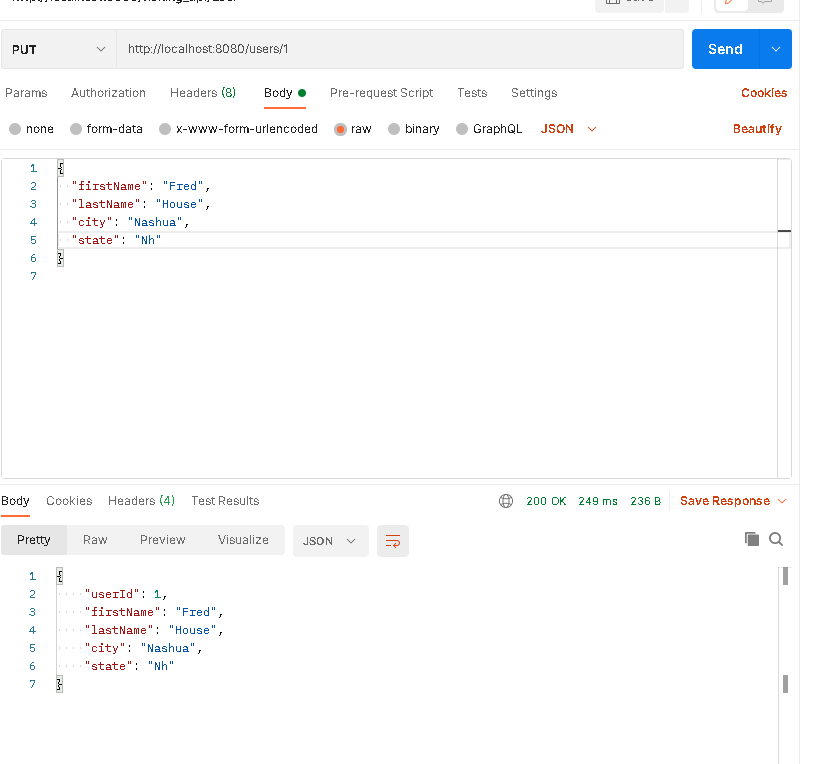 PUT http://localhost:8080/users/1 Send
Params Authorization Headers (8) Body Pre-request Script Tests Settings Cookies
none form-data x-www-form-urlencoded raw binary GraphQL JSON Beautify
1 {
2 "firstName": "Fred",
3 "lastName": "House",
4 "city": "Nashua",
5 "state": "Nh"
6 }
7
Body Cookies Headers (4) Test Results 200 OK 249 ms 236 B Save Response
Pretty Raw Preview Visualize JSON
1 {
2 "userId": 1,
3 "firstName": "Fred",
4 "lastName": "House",
5 "city": "Nashua",
6 "state": "Nh"
7 }